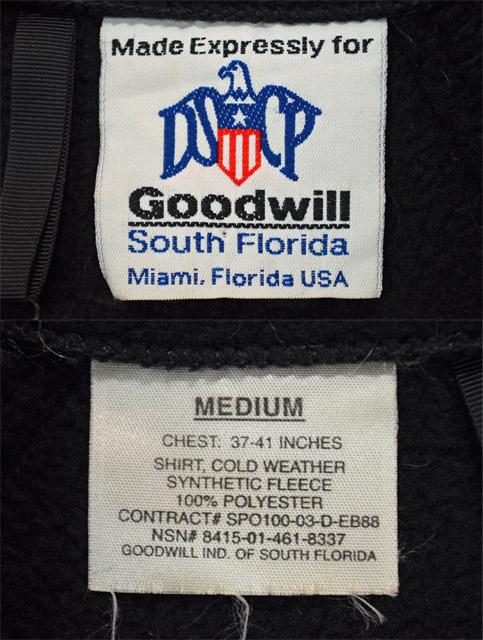 Made Expressly for
DSCP
Goodwill
South Florida
Miami, Florida USA
MEDIUM
CHEST: 37-41 INCHES
SHIRT, COLD WEATHER
SYNTHETIC FLEECE
100% POLYESTER
CONTRACT# SPO100-03-D-EB88
NSN# 8415-01-461-8337
GOODWILL IND. OF SOUTH FLORIDA